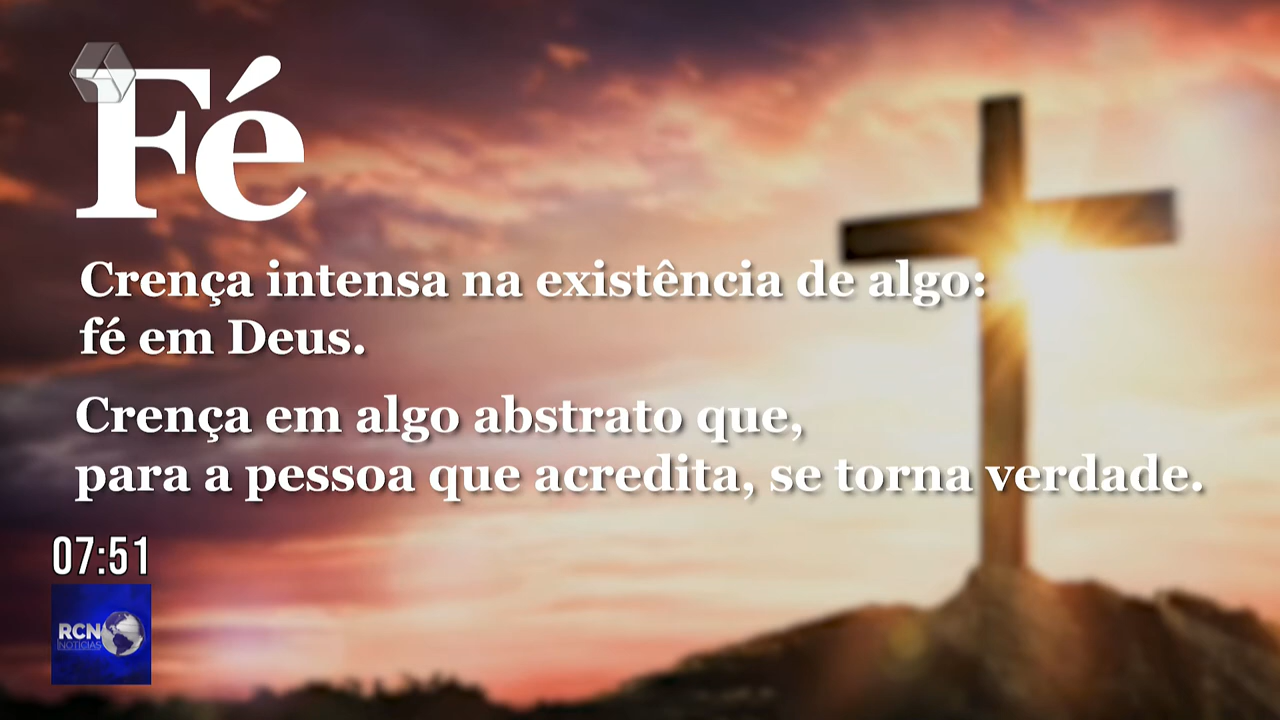 Fé
Crença intensa na existência de algo:
fé em Deus.
Crença em algo abstrato que,
para a pessoa que acredita, se torna verdade.
07:51
RCN
NOTÍCIAS